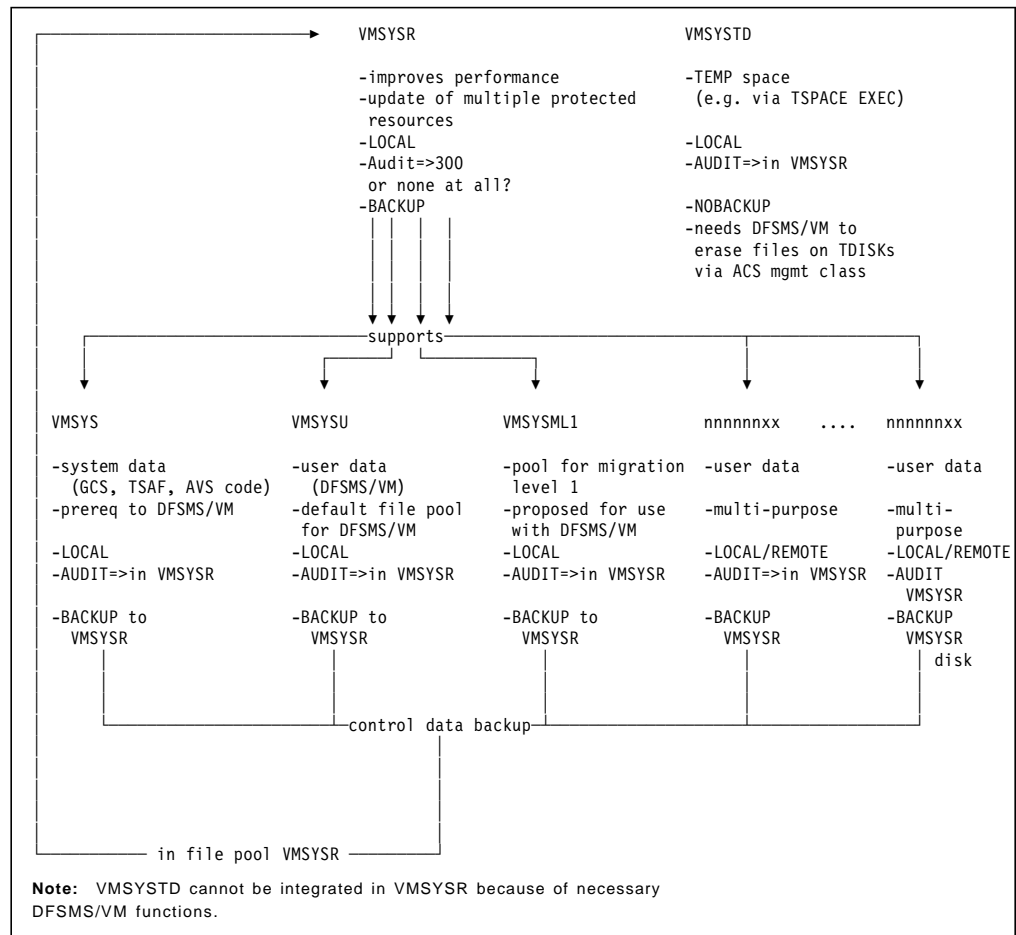 VMSYSR
-improves performance
-update of multiple protected
resources
-LOCAL
-Audit=>300
or none at all?
-BACKUP
VMSYSTD
-TEMP space
(e.g. via TSPACE EXEC)
-LOCAL
-AUDIT=>in VMSYSR
-NOBACKUP
-needs DFSMS/VM to
erase files on TDISKs
via ACS mgmt class
supports
VMSYS
-system data
(GCS, TSAF, AVS code)
-prereq to DFSMS/VM
-LOCAL
-AUDIT=>in VMSYSR
-BACKUP to
VMSYSR
VMSYSU
-user data
(DFSMS/VM)
-default file pool
for DFSMS/VM
-LOCAL
-AUDIT=>in VMSYSR
-BACKUP to
VMSYSR
VMSYSML1
-pool for migration
level 1
-proposed for use
with DFSMS/VM
-LOCAL
-AUDIT=>in VMSYSR
-BACKUP to
VMSYSR
nnnnnnxx
-user data
-multi-purpose
-LOCAL/REMOTE
-AUDIT=>in VMSYSR
-BACKUP
VMSYSR
....
nnnnnnxx
-user data
-multi-
purpose
-LOCAL/REMOTE
-AUDIT
VMSYSR
-BACKUP
VMSYSR
disk
control data backup
in file pool VMSYSR
Note: VMSYSTD cannot be integrated in VMSYSR because of necessary
DFSMS/VM functions.